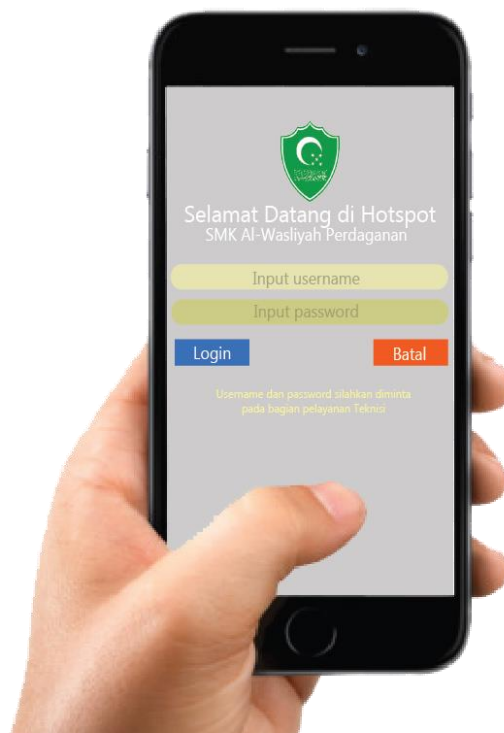 Selamat Datang di Hotspot
SMK Al-Wasliyah Perdaganan
Input username
Input password
Login
Batal
Username dan password silahkan diminta
pada bagian pelayanan Teknisi